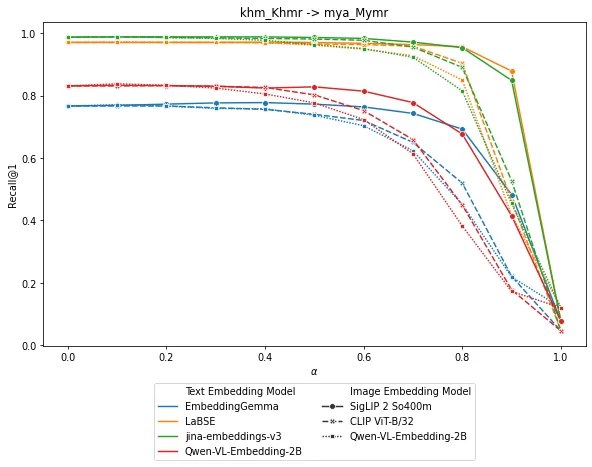 khm_Khmr -> mya_Mymr
Recall@1
1.0
0.8
0.6
0.4
0.2
0.0
0.0 0.2 0.4 0.6 0.8 1.0
α
Text Embedding Model
EmbeddingGemma
LaBSE
jina-embeddings-v3
Qwen-VL-Embedding-2B
Image Embedding Model
SigLIP 2 So400m
CLIP ViT-B/32
Qwen-VL-Embedding-2B